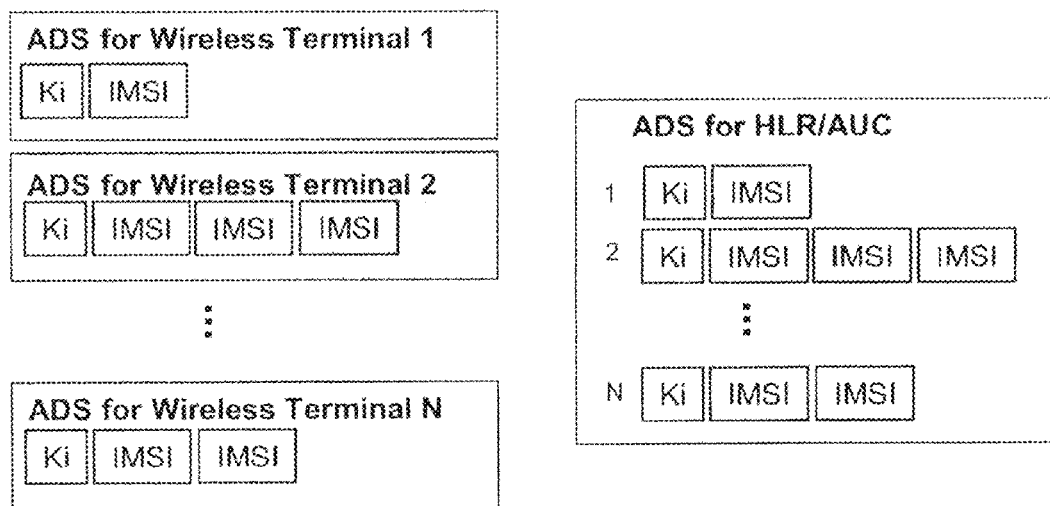 ADS for Wireless Terminal 1
Ki IMSI
ADS for Wireless Terminal 2
Ki IMSI IMSI IMSI
ADS for Wireless Terminal N
Ki IMSI IMSI
ADS for HLR/AUC
1 Ki IMSI
2 Ki IMSI IMSI IMSI
N Ki IMSI IMSI